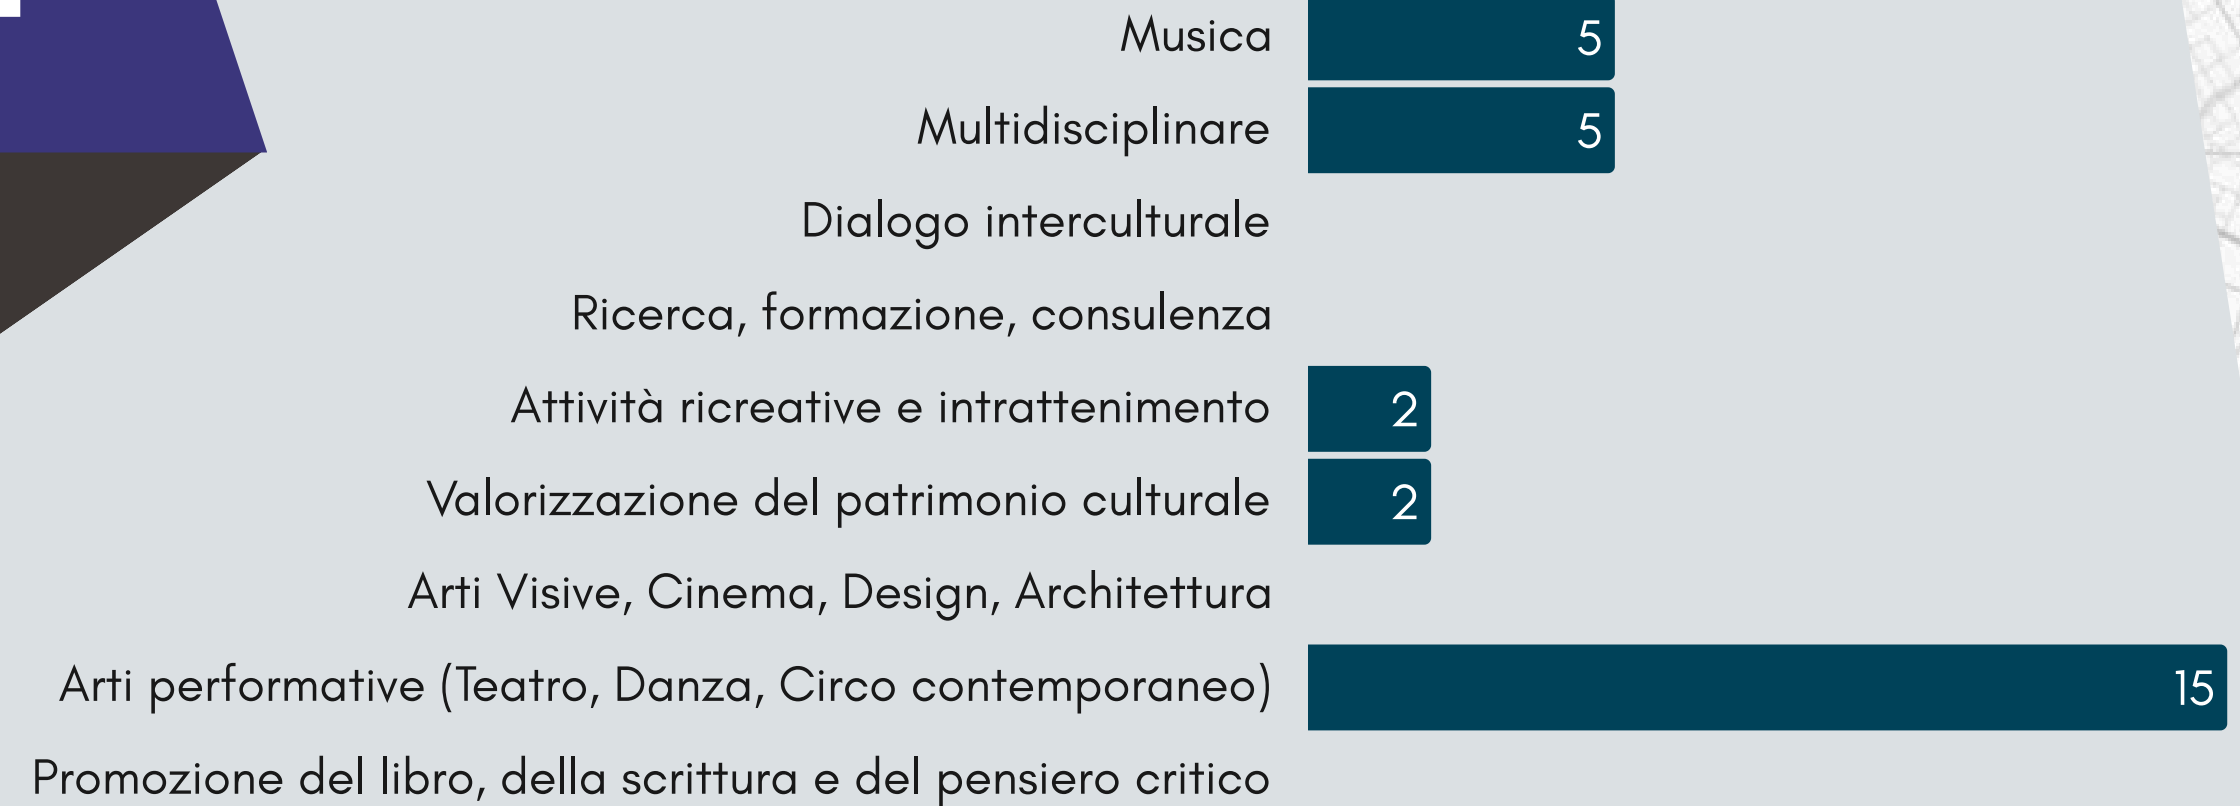 Musica 5
Multidisciplinare 5
Dialogo interculturale
Ricerca, formazione, consulenza
Attività ricreative e intrattenimento 2
Valorizzazione del patrimonio culturale 2
Arti Visive, Cinema, Design, Architettura
Arti performative (Teatro, Danza, Circo contemporaneo) 15
Promozione del libro, della scrittura e del pensiero critico